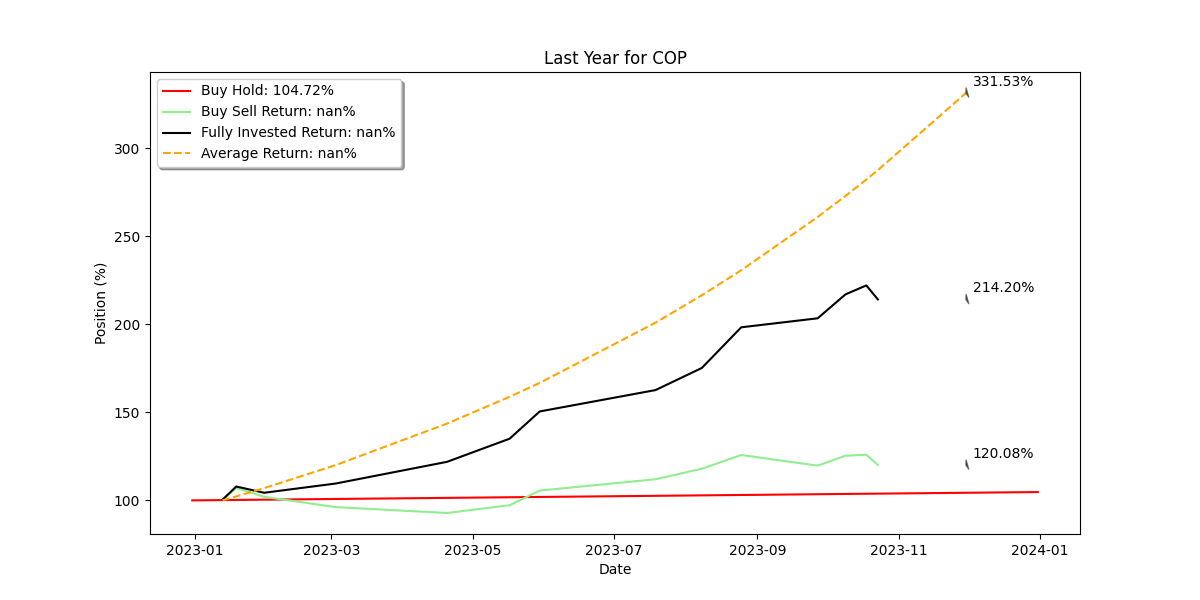 Last Year for COP
Buy Hold: 104.72%
Buy Sell Return: nan%
Fully Invested Return: nan%
Average Return: nan%
331.53%
214.20%
120.08%
300
250
200
150
100
Position (%)
2023-01
2023-03
2023-05
2023-07
2023-09
2023-11
2024-01
Date